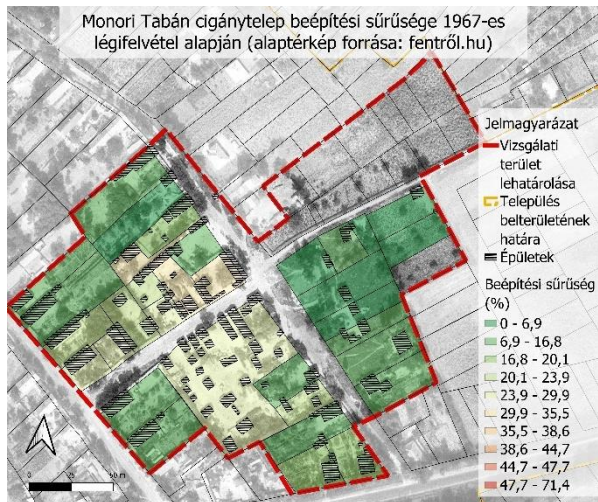 Monori Tabán cigánytelep beépítési sűrűsége 1967-es
légifelvétel alapján (alaptérkép forrása: fentről.hu)
Jelmagyarázat
Vizsgálati
terület
lehatárolása
Település
belterületének
határa
Épületek
Beépítési sűrűség
(%)
0 - 6,9
6,9 - 16,8
16,8 - 20,1
20,1 - 23,9
23,9 - 29,9
29,9 - 35,5
35,5 - 38,6
38,6 - 44,7
44,7 - 47,7
47,7 - 71,4
0 25 50 m